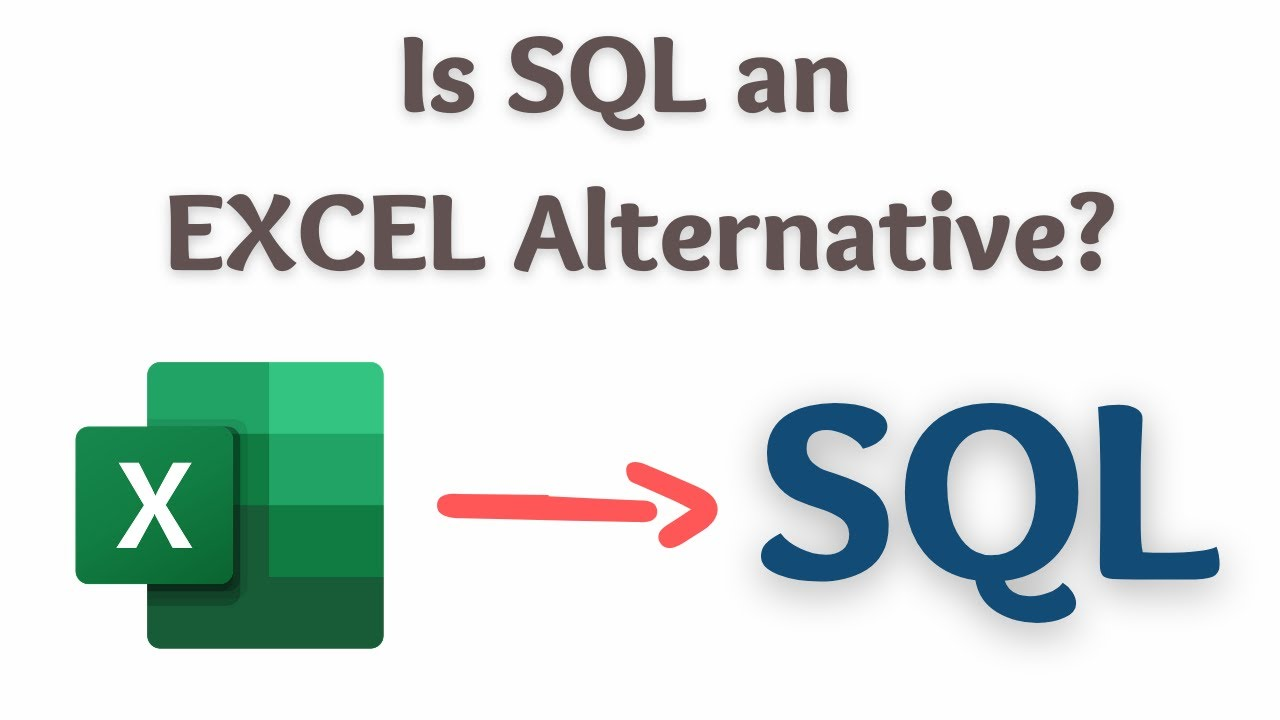 Is SQL an
EXCEL Alternative?
X
SQL